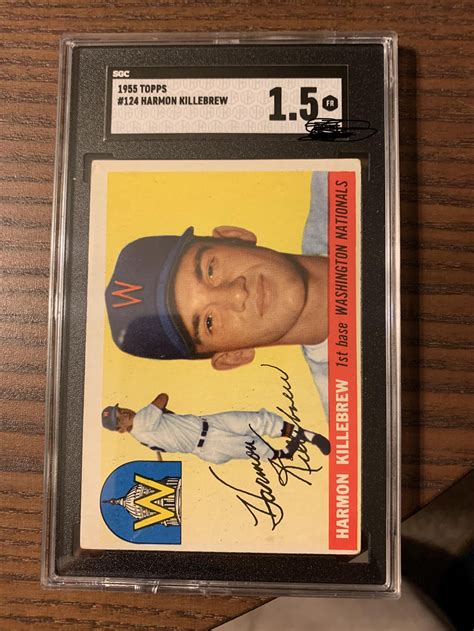 SGC
1955 TOPPS
#124 HARMON KILLEBREW
1.5
FR
W
W
W
HARMON KILLEBREW
1st base WASHINGTON NATIONALS
Harmon Killebrew